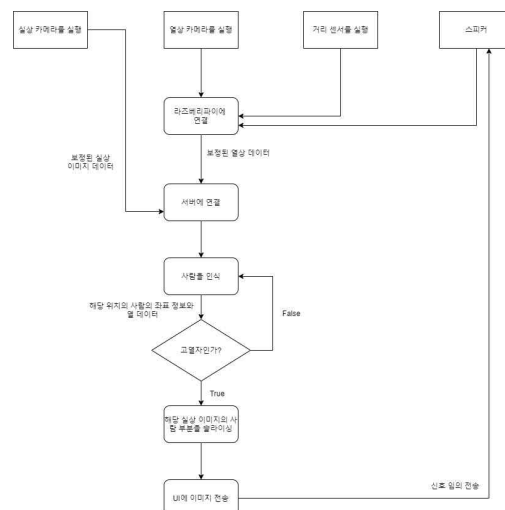 실상 카메라를 실행
열상 카메라를 실행
거리 센서를 실행
스피커
라즈베리파이에
연결
보정된 실상
이미지 데이터
보정된 열상 데이터
서버에 연결
사람을 인식
해당 위치의 사람의 좌표 정보와
열 데이터
False
고열자인가?
True
해당 실상 이미지의 사
람 부분을 슬라이싱
신호 임의 전송
UI에 이미지 전송